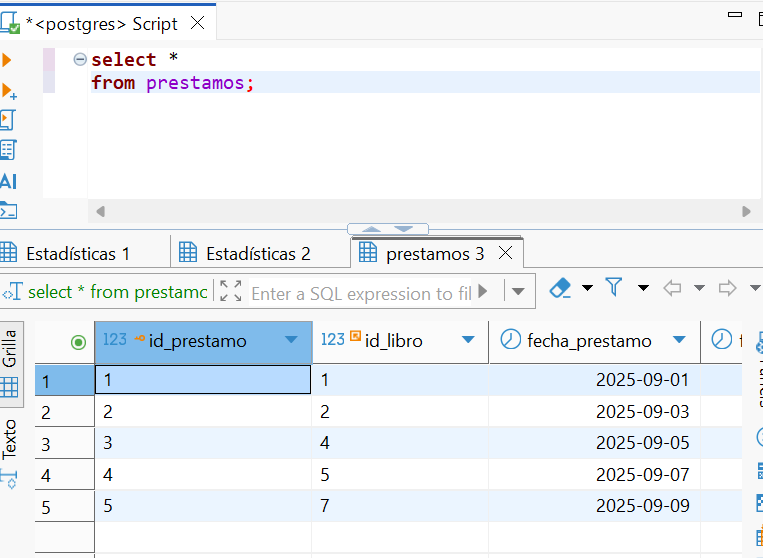 *<postgres> Script
select *
from prestamos;
AI
Estadísticas 1
Estadísticas 2
prestamos 3
select * from prestamc
Enter a SQL expression to fil
Grilla
Texto
123 id_prestamo
123 id_libro
fecha_prestamo
1 1 1 2025-09-01
2 2 2 2025-09-03
3 3 4 2025-09-05
4 4 5 2025-09-07
5 5 7 2025-09-09